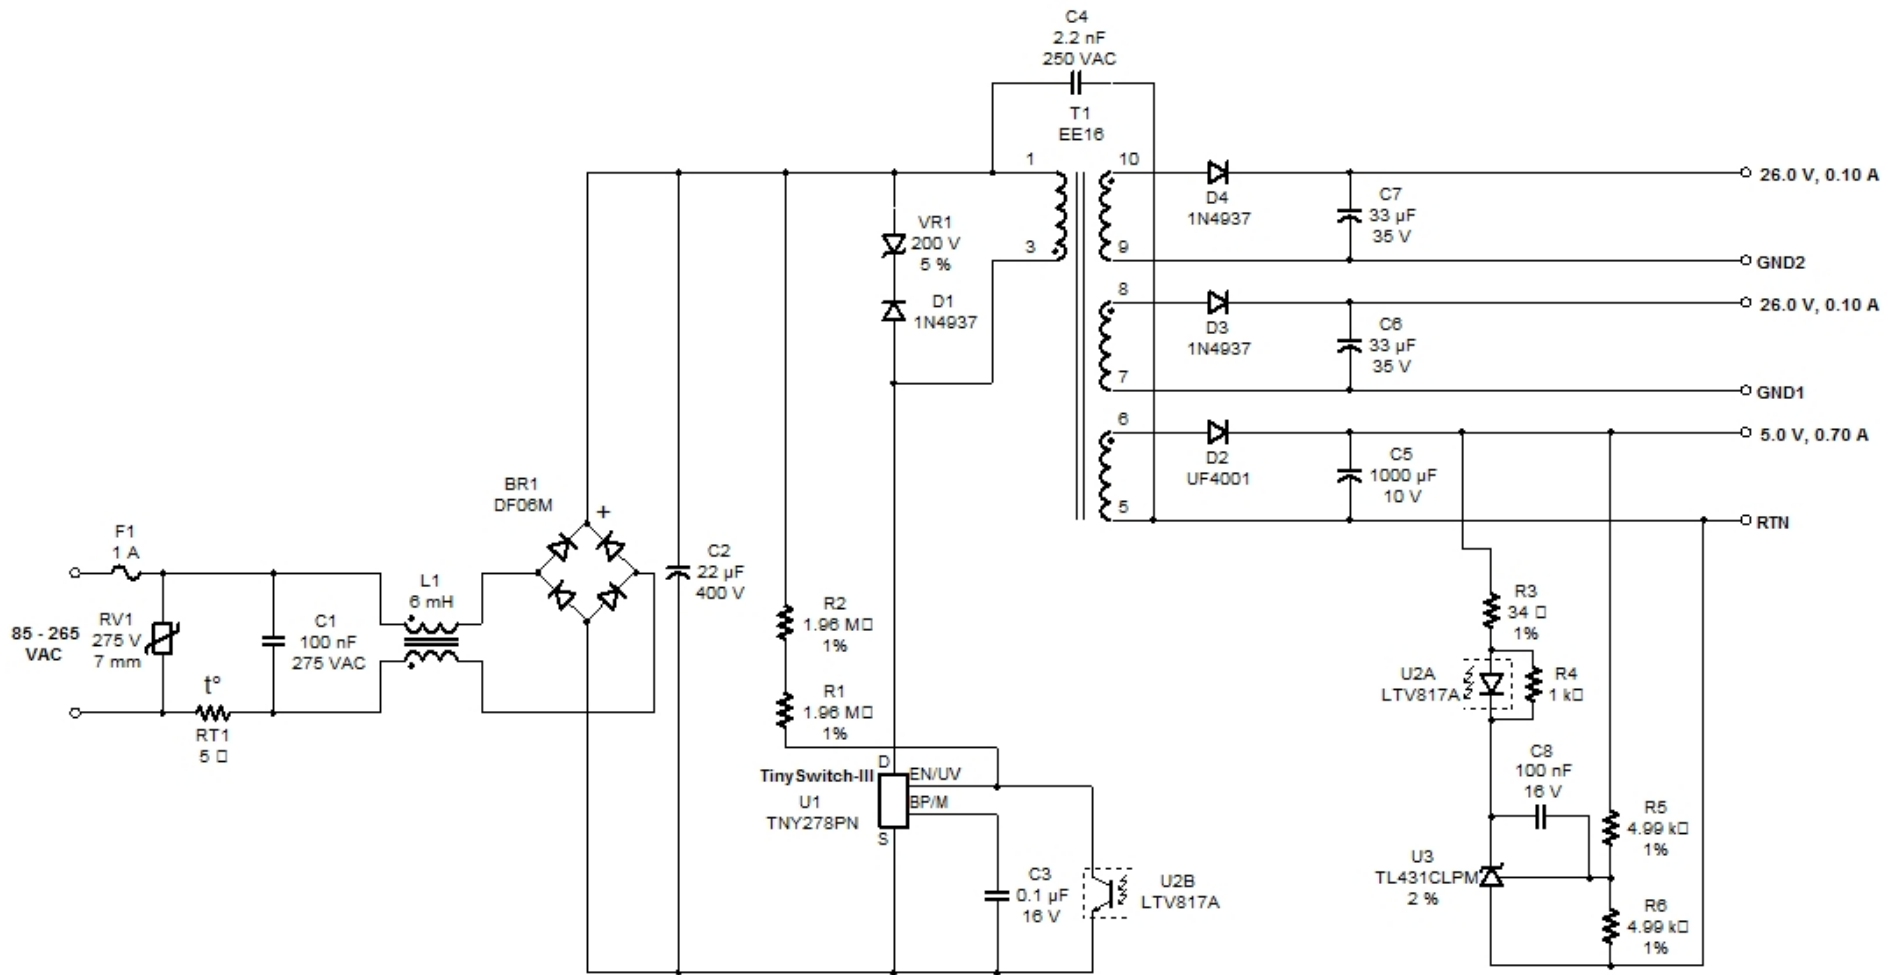 C4
2.2 nF
250 VAC
T1
EE16
1
10
D4
1N4937
C7
33 µF
35 V
26.0 V, 0.10 A
VR1
200 V
5 %
3
9
GND2
D1
1N4937
8
D3
1N4937
C6
33 µF
35 V
26.0 V, 0.10 A
7
GND1
6
D2
UF4001
C5
1000 µF
10 V
5.0 V, 0.70 A
5
RTN
BR1
DF06M
+
F1
1 A
L1
6 mH
C2
22 µF
400 V
85 - 265
VAC
RV1
275 V
7 mm
C1
100 nF
275 VAC
t°
RT1
5 □
R2
1.96 M□
1%
R1
1.96 M□
1%
R3
34 □
1%
U2A
LTV817A
R4
1 k□
TinySwitch-III
U1
TNY278PN
D
EN/UV
BP/M
S
C8
100 nF
16 V
R5
4.99 k□
1%
C3
0.1 µF
16 V
U2B
LTV817A
U3
TL431CLPM
2 %
R6
4.99 k□
1%